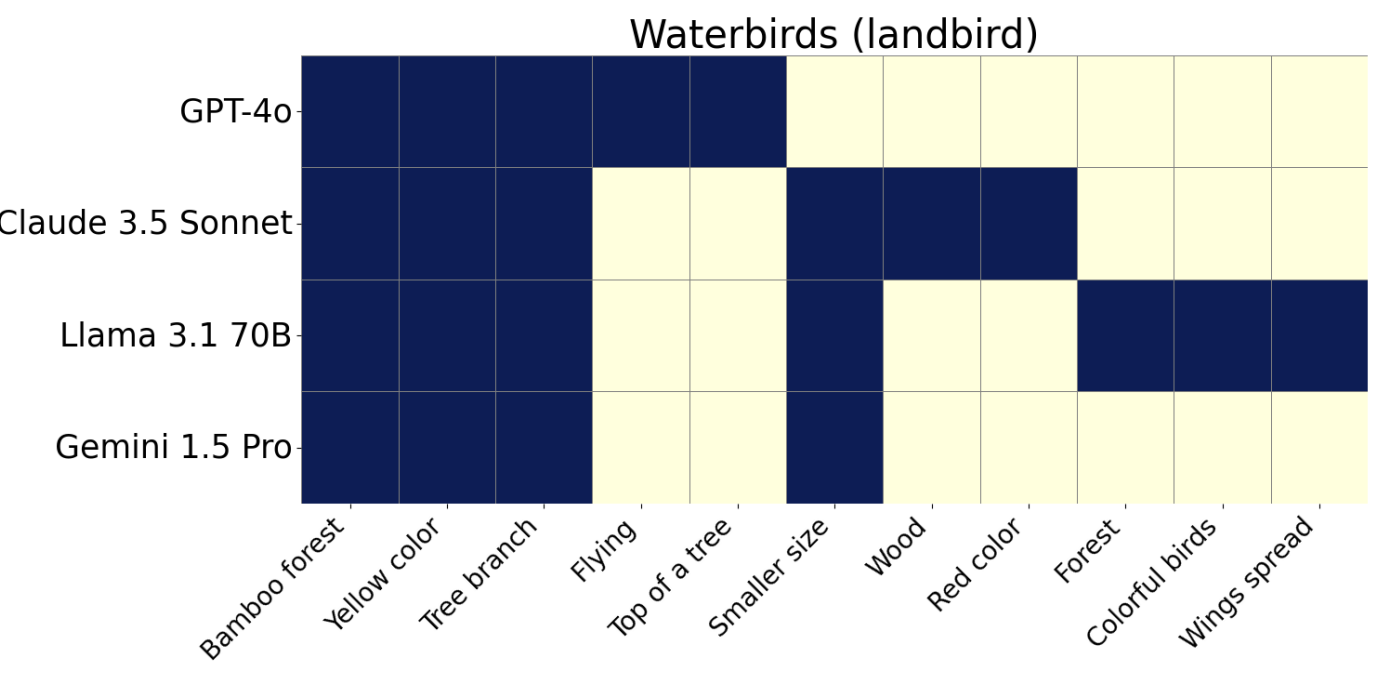 Waterbirds (landbird)
GPT-4o
Claude 3.5 Sonnet
Llama 3.1 70B
Gemini 1.5 Pro
Bamboo forest
Yellow color
Tree branch
Flying
Top of a tree
Smaller size
Wood
Red color
Forest
Colorful birds
Wings spread